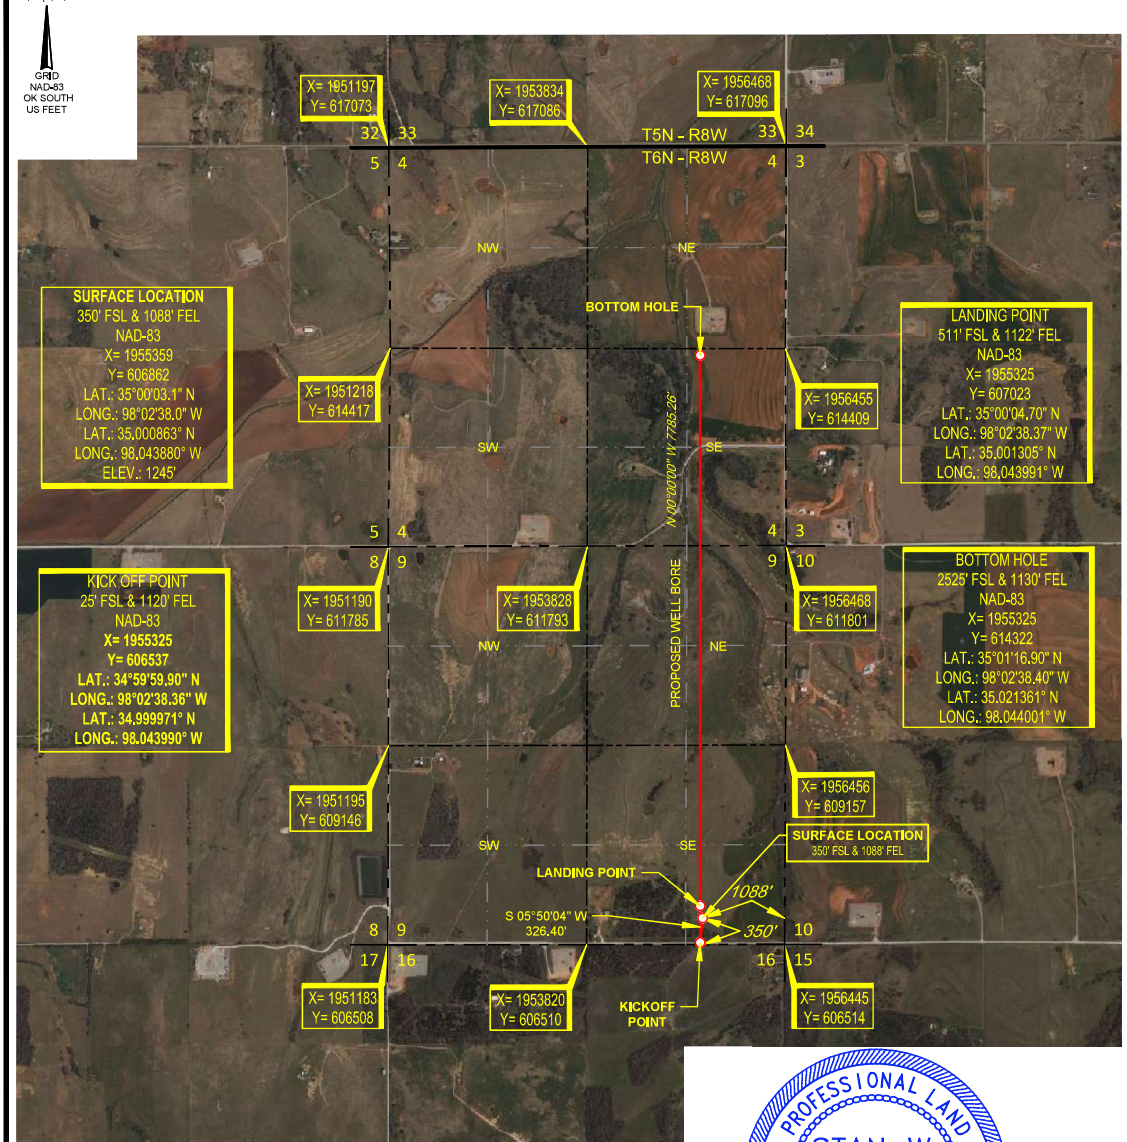 GRID
NAD-83
OK SOUTH
US FEET
X= 1951197
Y= 617073
X= 1953834
Y= 617086
X= 1956468
Y= 617096
32 33
T5N - R8W
33 34
5 4
T6N - R8W
4 3
NW
NE
SURFACE LOCATION
350' FSL & 1088' FEL
NAD-83
X= 1955359
Y= 606862
LAT.: 35°00'03.1" N
LONG.: 98°02'38.0" W
LAT.: 35.000863° N
LONG.: 98.043880° W
ELEV.: 1245'
BOTTOM HOLE
LANDING POINT
511' FSL & 1122' FEL
NAD-83
X= 1955325
Y= 607023
LAT.: 35°00'04.70" N
LONG.: 98°02'38.37" W
LAT.: 35.001305° N
LONG.: 98.043991° W
X= 1951218
Y= 614417
X= 1956455
Y= 614409
N 00°00'00" W 7785.26'
SW
SE
5 4
4 3
8 9
9 10
KICK OFF POINT
25' FSL & 1120' FEL
NAD-83
X= 1955325
Y= 606537
LAT.: 34°59'59.90" N
LONG.: 98°02'38.36" W
LAT.: 34.999971° N
LONG.: 98.043990° W
X= 1951190
Y= 611785
X= 1953828
Y= 611793
X= 1956468
Y= 611801
BOTTOM HOLE
2525' FSL & 1130' FEL
NAD-83
X= 1955325
Y= 614322
LAT.: 35°01'16.90" N
LONG.: 98°02'38.40" W
LAT.: 35.021361° N
LONG.: 98.044001° W
PROPOSED WELL BORE
NW
NE
X= 1951195
Y= 609146
X= 1956456
Y= 609157
SURFACE LOCATION
350' FSL & 1088' FEL
SW
SE
LANDING POINT
1088'
S 05°50'04" W
326.40'
350'
8 9
10
17 16
16 15
X= 1951183
Y= 606508
X= 1953820
Y= 606510
X= 1956445
Y= 606514
KICKOFF
POINT
PROFESSIONAL LAND